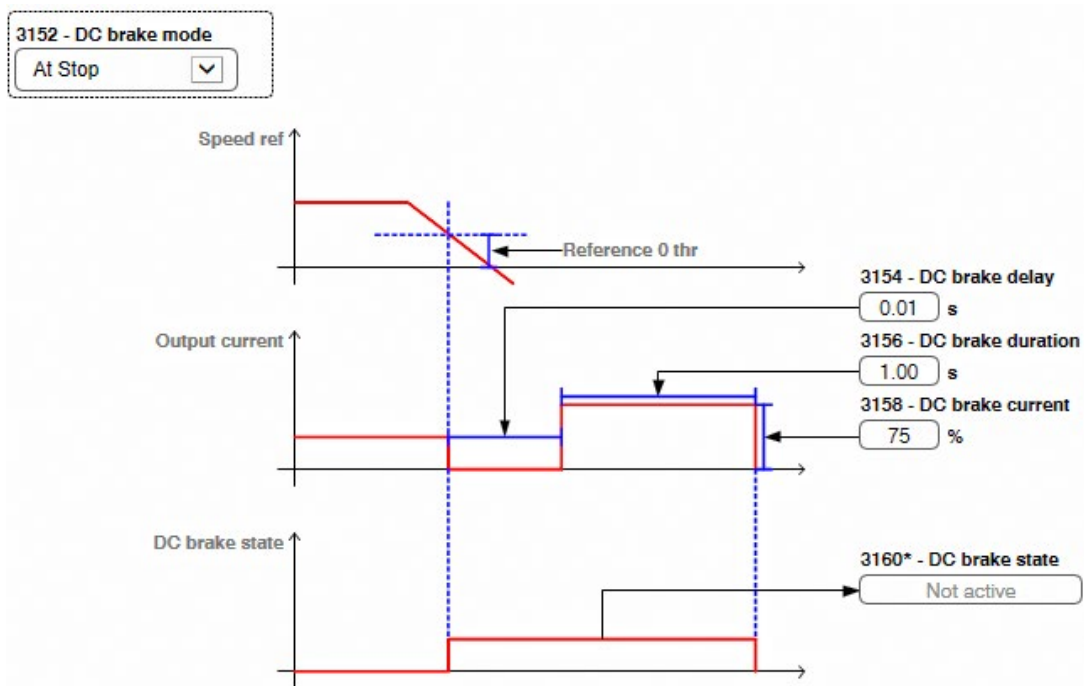 3152 - DC brake mode
At Stop
Speed ref
Reference 0 thr
3154 - DC brake delay
0.01 s
Output current
3156 - DC brake duration
1.00 s
3158 - DC brake current
75 %
DC brake state
3160* - DC brake state
Not active